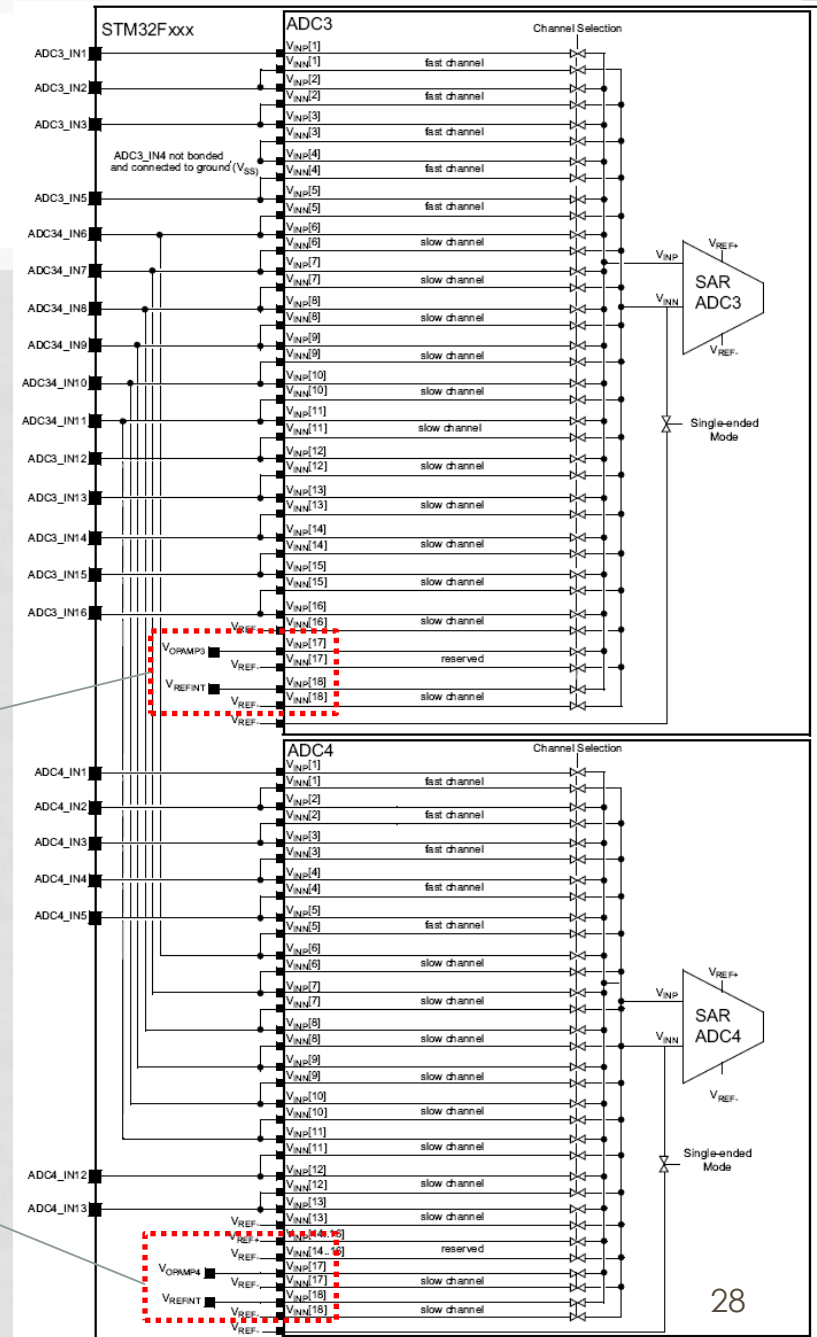 STM32Fxxx
ADC3
Channel Selection
ADC3_IN1
VINP[1]
VINN[1]
fast channel
ADC3_IN2
VINP[2]
VINN[2]
fast channel
ADC3_IN3
VINP[3]
VINN[3]
fast channel
ADC3_IN4 not bonded
and connected to ground (VSS)
VINP[4]
VINN[4]
fast channel
ADC3_IN5
VINP[5]
VINN[5]
fast channel
ADC34_IN6
VINP[6]
VINN[6]
slow channel
ADC34_IN7
VINP[7]
VINN[7]
slow channel
ADC34_IN8
VINP[8]
VINN[8]
slow channel
ADC34_IN9
VINP[9]
VINN[9]
slow channel
ADC34_IN10
VINP[10]
VINN[10]
slow channel
ADC34_IN11
VINP[11]
VINN[11]
slow channel
ADC3_IN12
VINP[12]
VINN[12]
slow channel
ADC3_IN13
VINP[13]
VINN[13]
slow channel
ADC3_IN14
VINP[14]
VINN[14]
slow channel
ADC3_IN15
VINP[15]
VINN[15]
slow channel
ADC3_IN16
VINP[16]
VREF-
VINN[16]
slow channel
VOPAMP3
VINP[17]
VREF-
VINN[17]
reserved
VREFINT
VINP[18]
VREF-
VINN[18]
slow channel
VREF-
VINP
VINN
VREF+
SAR
ADC3
VREF-
Single-ended
Mode
ADC4
Channel Selection
ADC4_IN1
VINP[1]
VINN[1]
fast channel
ADC4_IN2
VINP[2]
VINN[2]
fast channel
ADC4_IN3
VINP[3]
VINN[3]
fast channel
ADC4_IN4
VINP[4]
VINN[4]
fast channel
ADC4_IN5
VINP[5]
VINN[5]
fast channel
VINP[6]
VINN[6]
slow channel
VINP[7]
VINN[7]
slow channel
VINP[8]
VINN[8]
slow channel
VINP[9]
VINN[9]
slow channel
VINP[10]
VINN[10]
slow channel
VINP[11]
VINN[11]
slow channel
ADC4_IN12
VINP[12]
VINN[12]
slow channel
ADC4_IN13
VINP[13]
VREF-
VINN[13]
slow channel
VREF+
VINP[14..16]
VREF-
VINN[14..16]
reserved
VOPAMP4
VINP[17]
VREF-
VINN[17]
slow channel
VREFINT
VINP[18]
VREF-
VINN[18]
slow channel
VREF-
VINP
VINN
VREF+
SAR
ADC4
VREF-
Single-ended
Mode
28